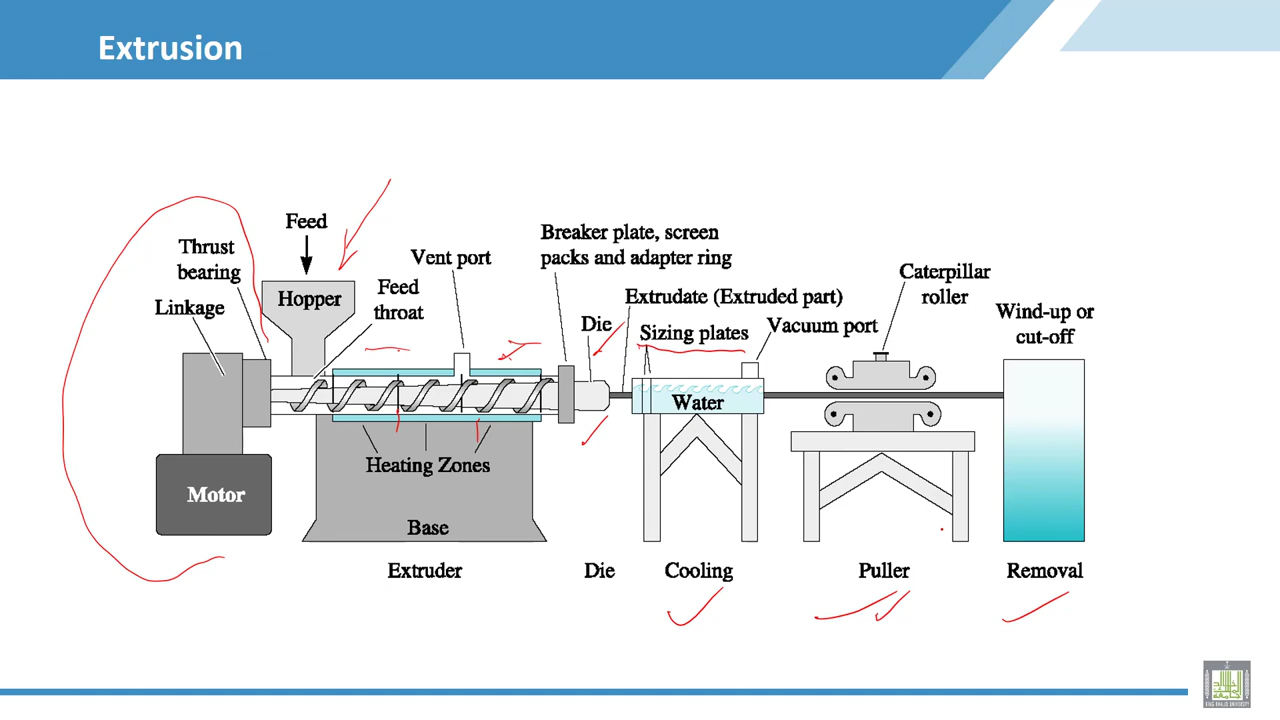 Extrusion
Feed
Thrust
bearing
Linkage
Hopper
Feed
throat
Vent port
Breaker plate, screen
packs and adapter ring
Extrudate (Extruded part)
Die
Sizing plates
Vacuum port
Caterpillar
roller
Wind-up or
cut-off
Water
Heating Zones
Motor
Base
Extruder
Die
Cooling
Puller
Removal